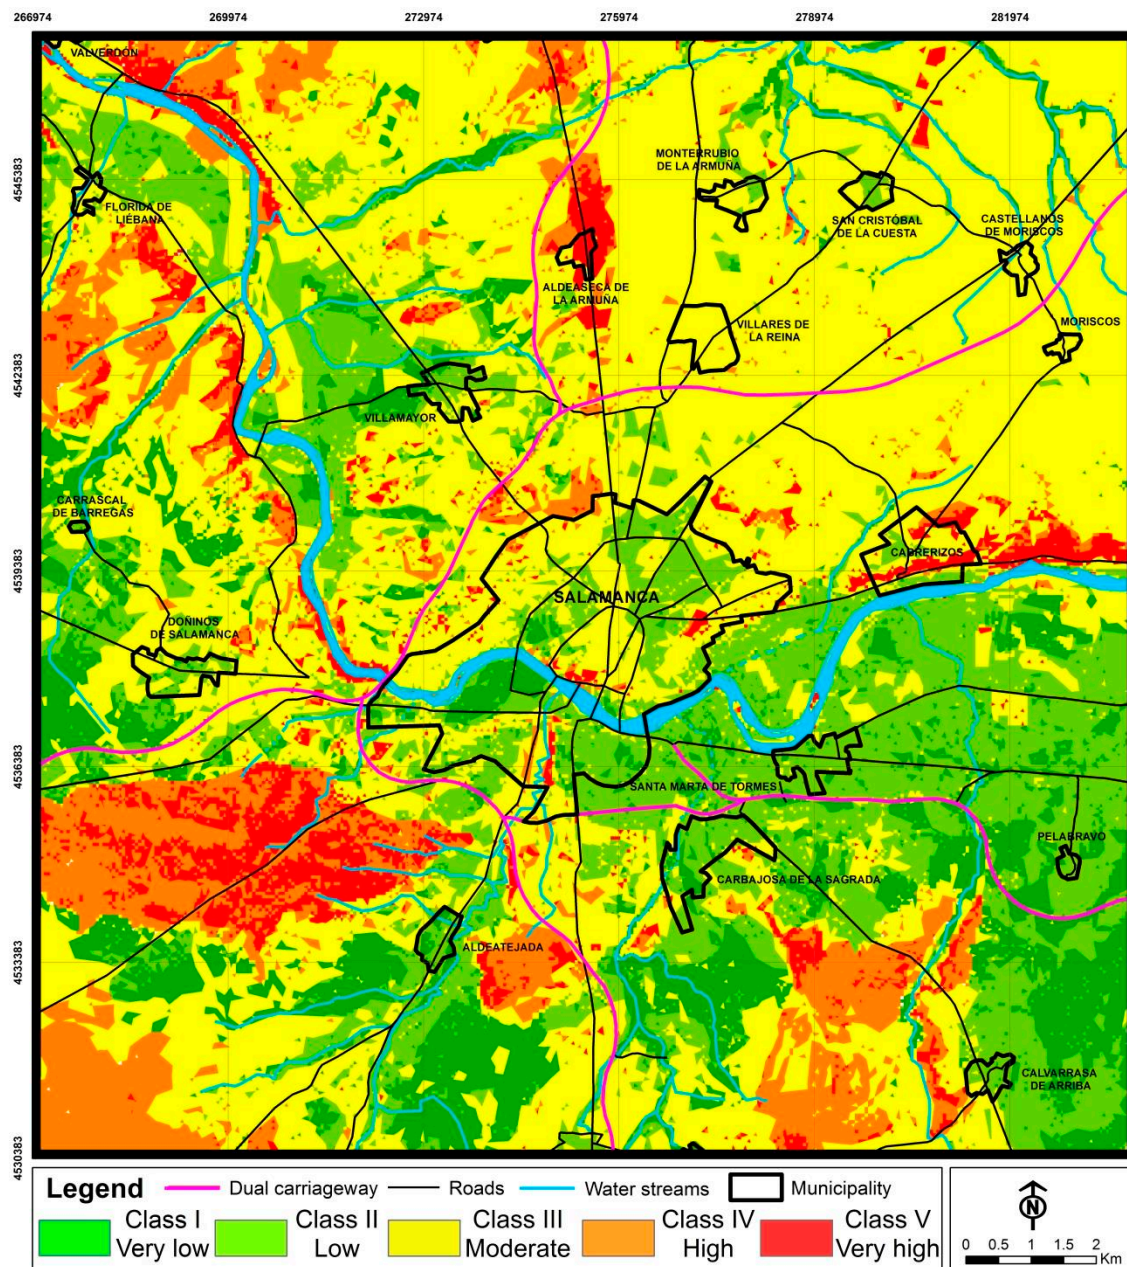 266974 269974 272974 275974 278974 281974
VALVERDÓN
MONTERRUBIO
DE LA ARMUÑA
4545383
FLORIDA DE
LIÉBANA
SAN CRISTÓBAL
DE LA CUESTA
CASTELLANOS
DE MORISCOS
ALDEASECA DE
LA ARMUÑA
VILLARES DE
LA REINA
MORISCOS
4542383
VILLAMAYOR
CARRASCAL
DE BARREGAS
CABRERIZOS
4539383
SALAMANCA
DOÑINOS
DE SALAMANCA
4536383
SANTA MARTA DE TORMES
PELABRAVO
CARBAJOSA DE LA SAGRADA
ALDEATEJADA
4533383
CALVARRASA
DE ARRIBA
4530383
Legend Dual carriageway Roads Water streams Municipality
Class I Class II Class III Class IV Class V
Very low Low Moderate High Very high
N
0 0.5 1 1.5 2
Km